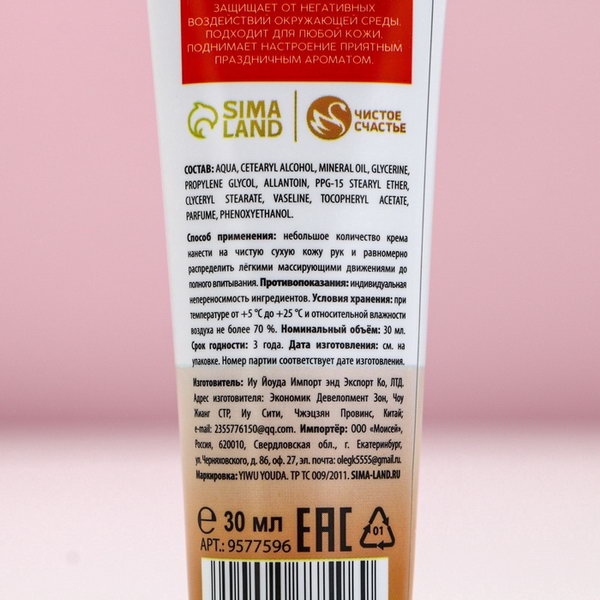 ЗАЩИЩАЕТ ОТ НЕГАТИВНЫХ
ВОЗДЕЙСТВИЙ ОКРУЖАЮЩЕЙ СРЕДЫ.
ПОДХОДИТ ДЛЯ ЛЮБОЙ КОЖИ.
ПОДНИМАЕТ НАСТРОЕНИЕ ПРИЯТНЫМ
ПРАЗДНИЧНЫМ АРОМАТОМ.
SIMA LAND
ЧИСТОЕ СЧАСТЬЕ
СОСТАВ: AQUA, CETEARYL ALCOHOL, MINERAL OIL, GLYCERINE,
PROPYLENE GLYCOL, ALLANTOIN, PPG-15 STEARYL ETHER,
GLYCERYL STEARATE, VASELINE, TOCOPHERYL ACETATE,
PARFUME, PHENOXYETHANOL.
Способ применения: небольшое количество крема
нанести на чистую сухую кожу рук и равномерно
распределить лёгкими массирующими движениями до
полного впитывания. Противопоказания: индивидуальная
непереносимость ингредиентов. Условия хранения: при
температуре от +5 °C до +25 °C и относительной влажности
воздуха не более 70 %. Номинальный объём: 30 мл.
Срок годности: 3 года. Дата изготовления: см. на
упаковке. Номер партии соответствует дате изготовления.
Изготовитель: Иу Йоуда Импорт энд Экспорт Ко, ЛТД.
Адрес изготовителя: Экономик Девелопмент Зон, Чоу
Жианг СТР, Иу Сити, Чжэцзян Провинс, Китай;
e-mail: 2355776150@qq.com. Импортёр: ООО «Моисей»,
Россия, 620010, Свердловская обл., г. Екатеринбург,
ул. Черняховского, д. 86, оф. 27, эл. почта: olegk5555@gmail.ru.
Маркировка: YIWU YOUDA. ТР ТС 009/2011. SIMA-LAND.RU
℮ 30 мл
АРТ.: 9577596
EAC
01